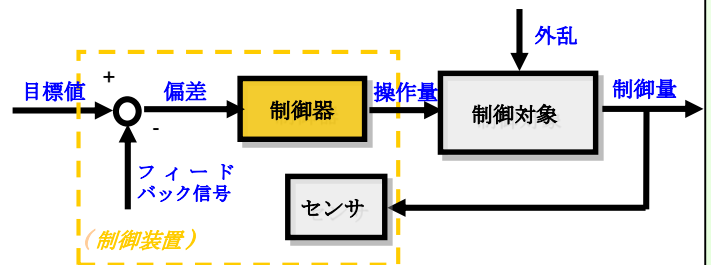 外乱
+
目標値
偏差
制御器
操作量
制御対象
制御量
-
フィード
バック信号
センサ
(制御装置)